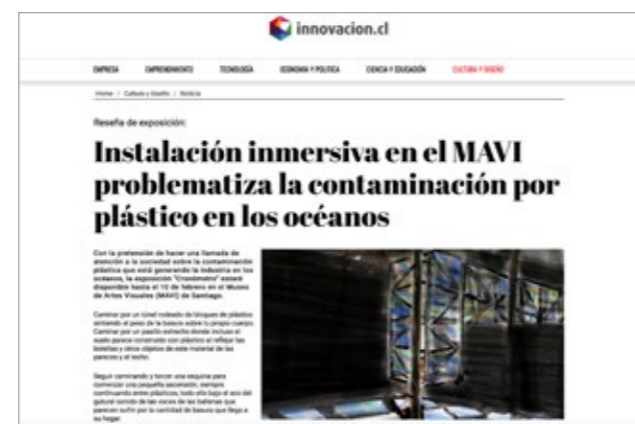 innovacion.cl
EMPRESA EMPRENDIMIENTO TECNOLOGÍA ECONOMÍA Y POLÍTICA CIENCIA Y EDUCACIÓN CULTURA Y DISEÑO
Home / Cultura y Diseño / Noticia
Reseña de exposición:
Instalación inmersiva en el MAVI
problematiza la contaminación por
plástico en los océanos
Con la pretensión de hacer una llamada de
atención a la sociedad sobre la contaminación
plástica que está generando la industria en los
océanos, la exposición "Cronómetro" estará
disponible hasta el 10 de febrero en el Museo
de Artes Visuales (MAVI) de Santiago.
Caminar por un túnel rodeado de bloques de plástico
sintiendo el peso de la basura sobre tu propio cuerpo.
Caminar por un pasillo estrecho donde incluso el
suelo parece construido con plástico al reflejar las
botellas y otros objetos de este material de las
paredes y el techo.
Seguir caminando y torcer una esquina para
comenzar una pequeña ascensión, siempre
continuando entre plásticos, todo ello bajo el eco del
gutural sonido de las voces de las ballenas que
parecen sufrir por la cantidad de basura que llega a
su hogar.